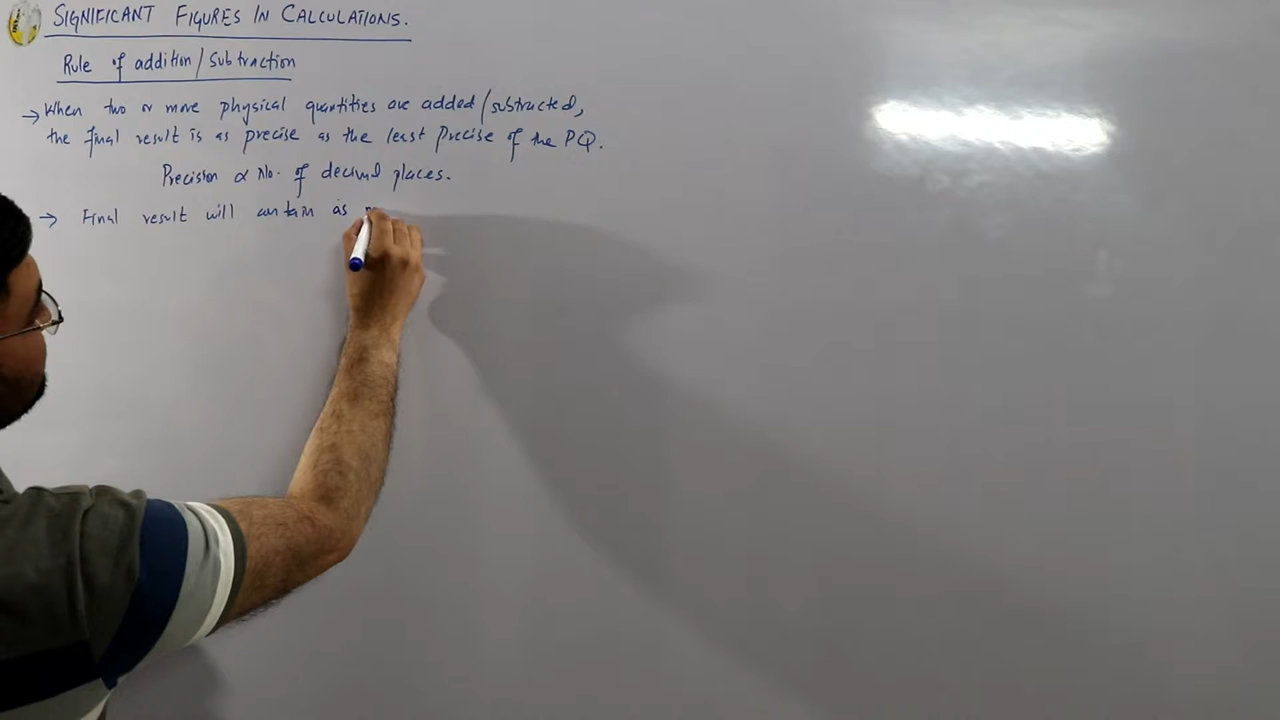 SIGNIFICANT FIGURES IN CALCULATIONS.
Rule of addition/Subtraction
→ When two or more physical quantities are added/substracted,
the final result is as precise as the least precise of the PQ.
Precision ∝ No. of decimal places.
→ Final result will contain as